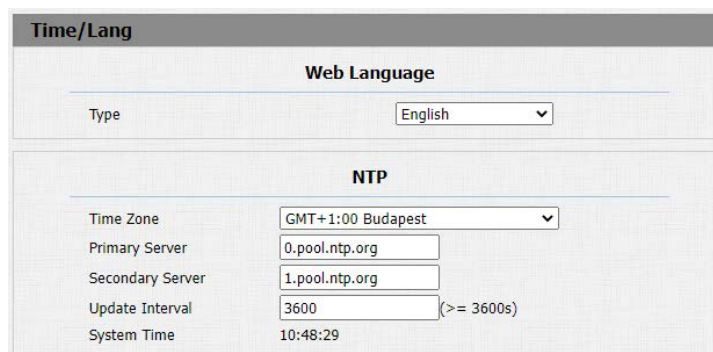 Time/Lang
Web Language
Type English
NTP
Time Zone GMT+1:00 Budapest
Primary Server 0.pool.ntp.org
Secondary Server 1.pool.ntp.org
Update Interval 3600 (>= 3600s)
System Time 10:48:29